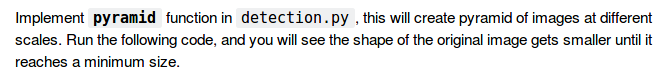 Implement pyramid function in detection.py , this will create pyramid of images at different
scales. Run the following code, and you will see the shape of the original image gets smaller until it
reaches a minimum size.